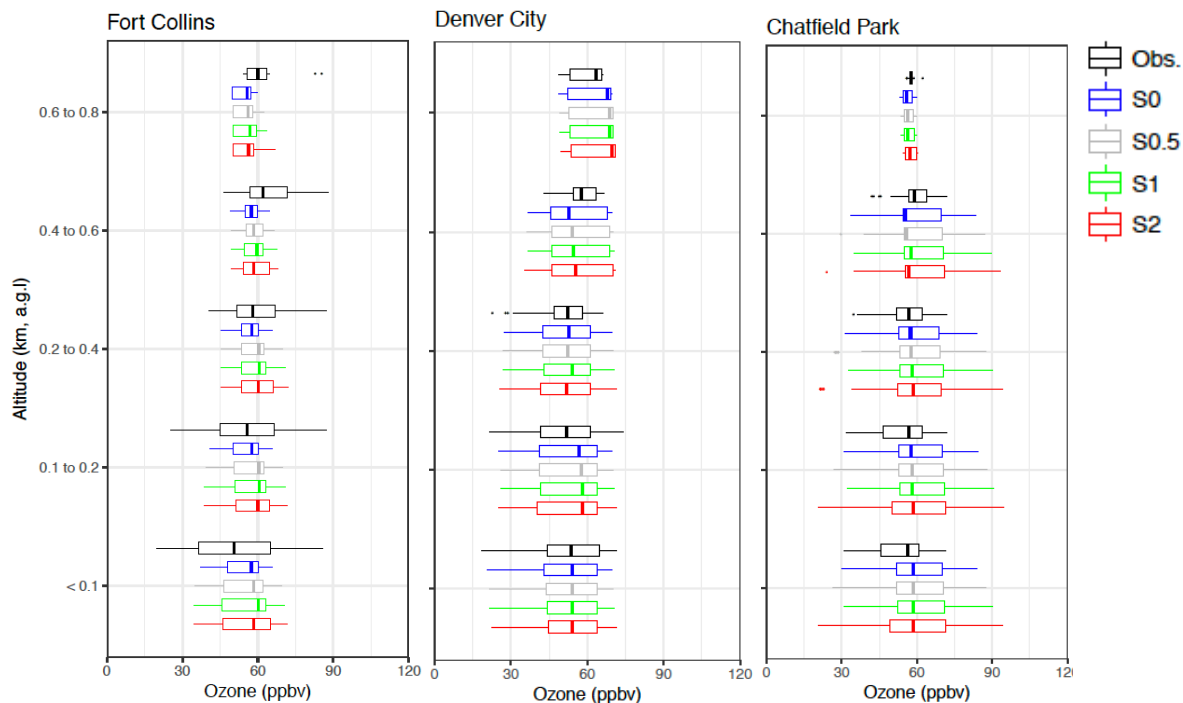 Fort Collins
Denver City
Chatfield Park
Obs.
S0
S0.5
S1
S2
Altitude (km, a.g.l)
0.6 to 0.8
0.4 to 0.6
0.2 to 0.4
0.1 to 0.2
< 0.1
0 30 60 90 120
0 30 60 90 120
0 30 60 90 120
Ozone (ppbv)
Ozone (ppbv)
Ozone (ppbv)